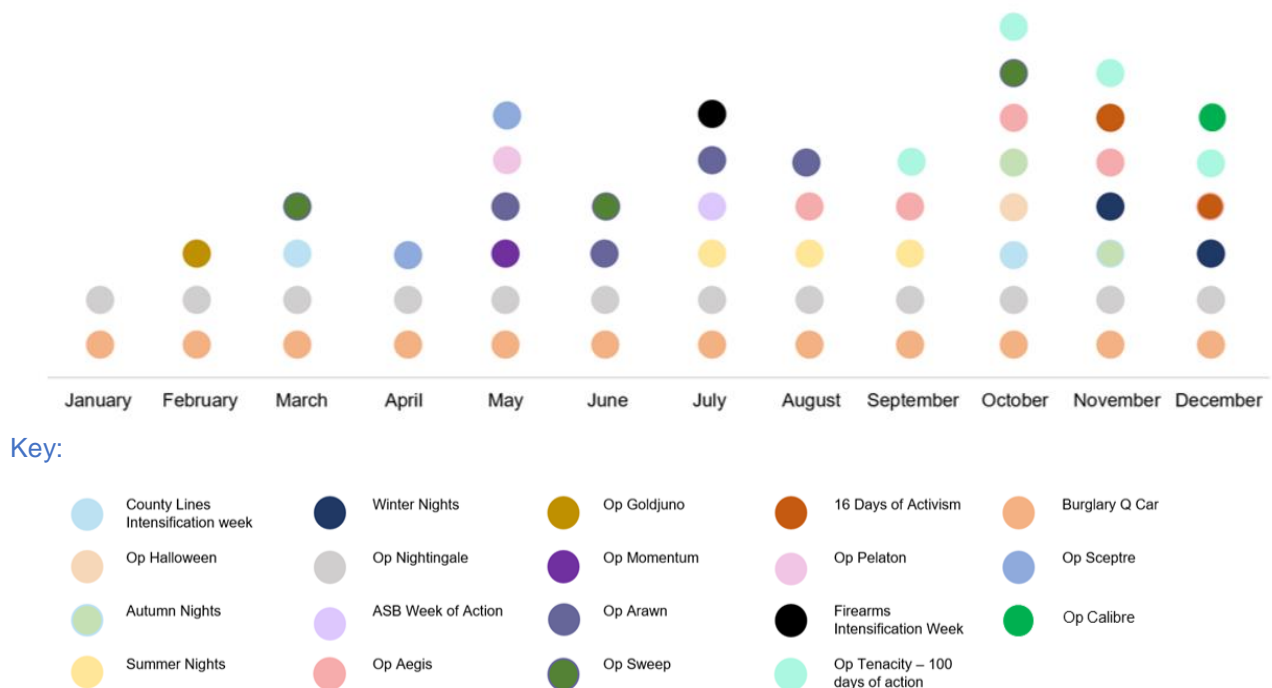 January February March April May June July August September October November December
Key:
County Lines
Intensification week
Winter Nights
Op Goldjuno
16 Days of Activism
Burglary Q Car
Op Halloween
Op Nightingale
Op Momentum
Op Pelaton
Op Sceptre
Autumn Nights
ASB Week of Action
Op Arawn
Firearms
Intensification Week
Op Calibre
Summer Nights
Op Aegis
Op Sweep
Op Tenacity – 100
days of action